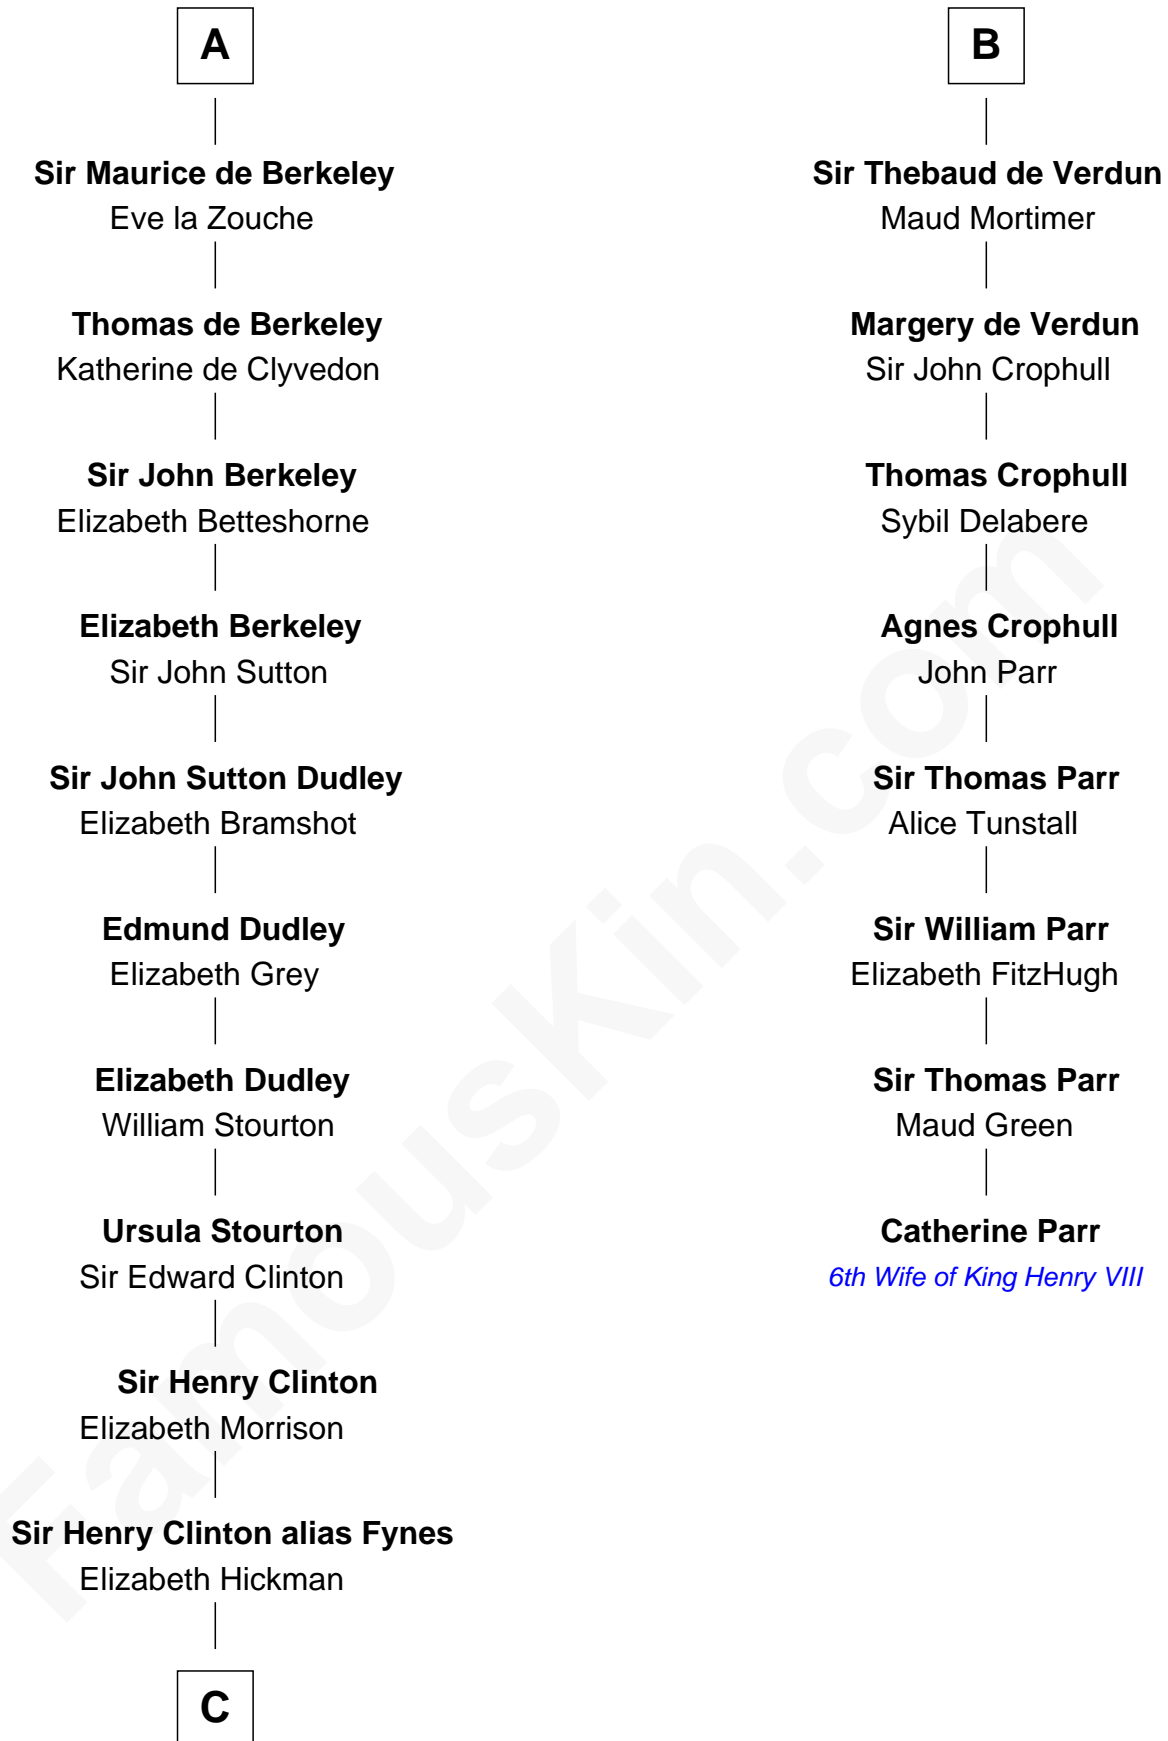 A
Sir Maurice de Berkeley
Eve la Zouche
Thomas de Berkeley
Katherine de Clyvedon
Sir John Berkeley
Elizabeth Betteshorne
Elizabeth Berkeley
Sir John Sutton
Sir John Sutton Dudley
Elizabeth Bramshot
Edmund Dudley
Elizabeth Grey
Elizabeth Dudley
William Stourton
Ursula Stourton
Sir Edward Clinton
Sir Henry Clinton
Elizabeth Morrison
Sir Henry Clinton alias Fynes
Elizabeth Hickman
C
B
Sir Thebaud de Verdun
Maud Mortimer
Margery de Verdun
Sir John Crophull
Thomas Crophull
Sybil Delabere
Agnes Crophull
John Parr
Sir Thomas Parr
Alice Tunstall
Sir William Parr
Elizabeth FitzHugh
Sir Thomas Parr
Maud Green
Catherine Parr
6th Wife of King Henry VIII
FamousKin.com